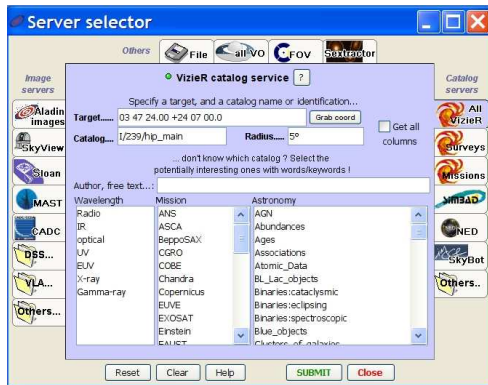 Server selector
Others File all-VO FOV Sextractor
Image servers
Catalog servers
Aladin images
SkyView
Sloan
MAST
CADC
DSS...
VLA...
Others...
VizieR catalog service ?
Specify a target, and a catalog name or identification...
Target..... 03 47 24.00 +24 07 00.0 Grab coord
Catalog.... I/239/hip_main Radius..... 5°
Get all columns
... don't know which catalog ? Select the
potentially interesting ones with words/keywords !
Author, free text...:
Wavelength Mission Astronomy
Radio ANS AGN
IR ASCA Abundances
optical BeppoSAX Ages
UV CGRO Associations
EUV COBE Atomic_Data
X-ray Chandra BL_Lac_objects
Gamma-ray Copernicus Binaries:cataclysmic
EUVE Binaries:eclipsing
EXOSAT Binaries:spectroscopic
Einstein Blue_objects
FAUST Clusters_of_galaxies
All VizieR
Surveys
Missions
SIMBAD
NED
SkyBot
Others..
Reset Clear Help SUBMIT Close